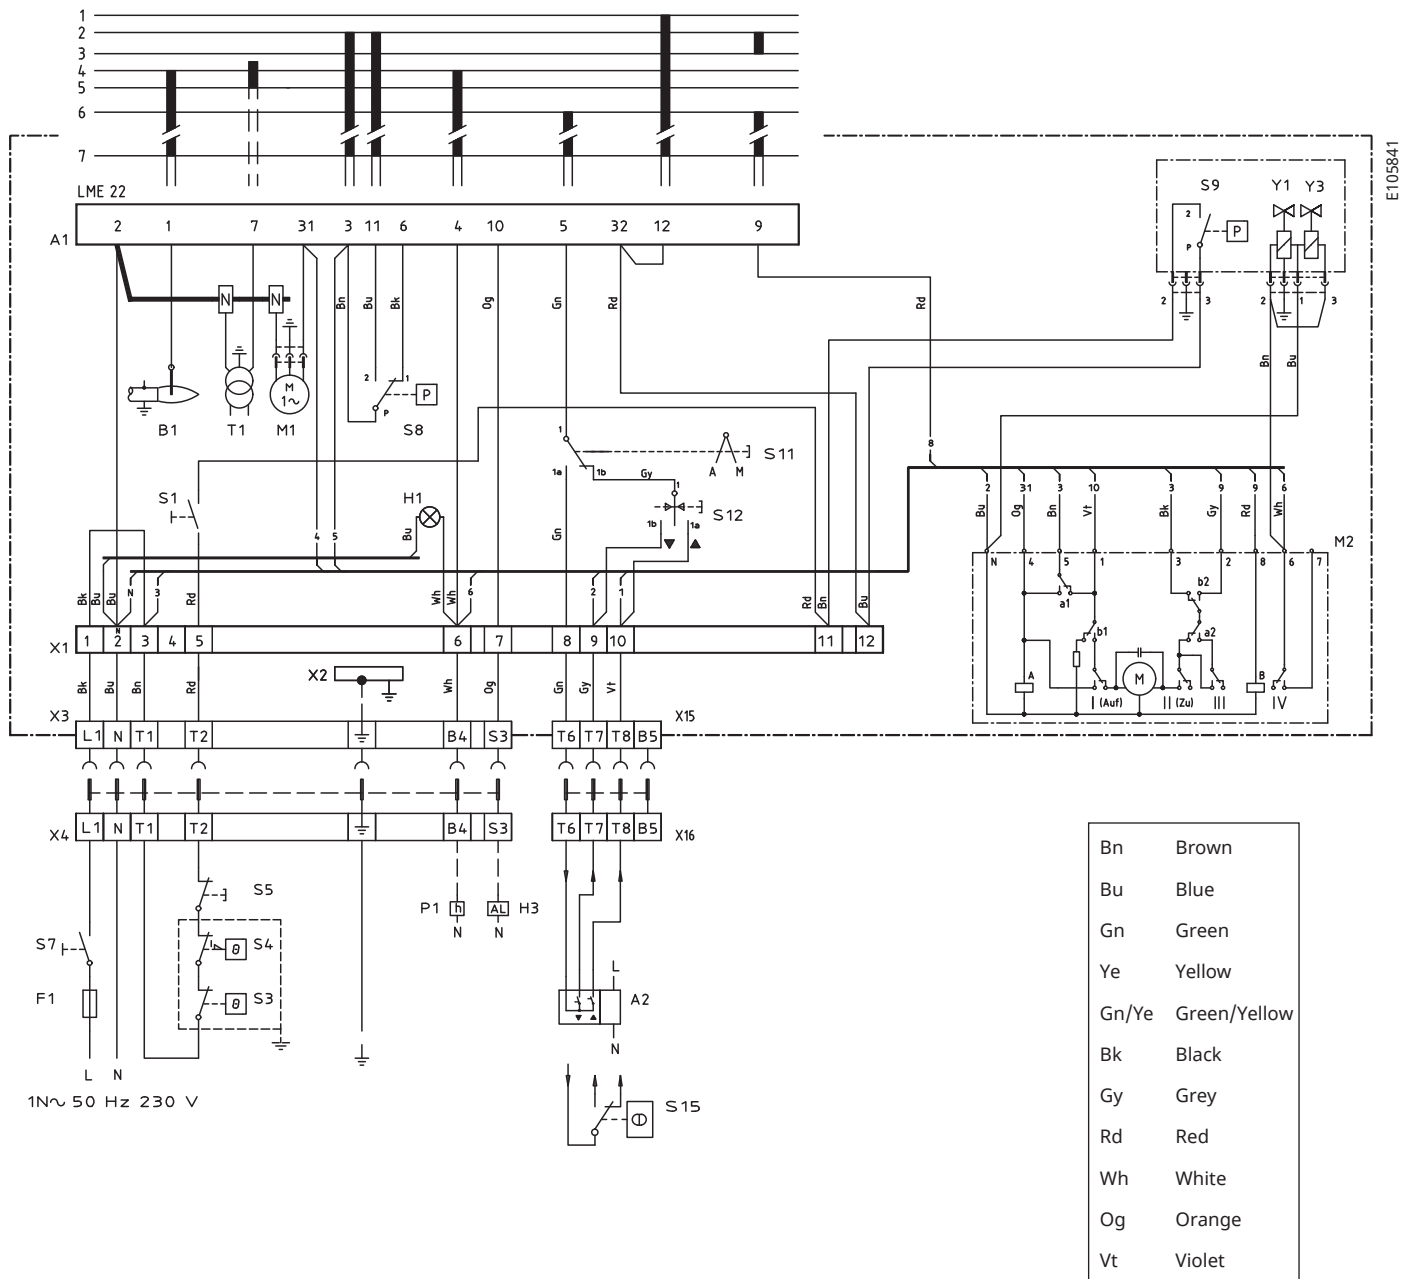 1
2
3
4
5
6
7
E105841
LME 22
A1
2 1 7 31 3 11 6 4 10 5 32 12 9
S9 Y1 Y3
2
P
P
2 3 2 1 3
N N
Bn Bu Bk Og Gn Rd Rd
Bn Bu
M
1~
2 1
P
P
B1 T1 M1 S8
1
A M
S11
8
1a 1b
Gy
S1
H1
1
S12
1b 1a
Bu
Gn
4 5
2 31 3 10 3 9 9 6
Bu Og Bn Vt Bk Gy Rd Wh
M2
N 4 5 1 3 2 8 6 7
a1
b2
b1
a2
N 3 6 2 1
Bk Bu Bu Rd Wh Wh Rd Bn Bu
X1
1 N 2 3 4 5 6 7 8 9 10 11 12
X2
A M B
I (Auf) II (Zu) III IV
Bk Bu Bn Rd Wh Og Gn Gy Vt
X3 X15
L1 N T1 T2 B4 S3 T6 T7 T8 B5
X4 L1 N T1 T2 B4 S3 T6 T7 T8 B5 X16
S5
P1 h AL H3
N N
S7
θ S4
F1
θ S3
L
A2
N
L N
1N~ 50 Hz 230 V
S15
Bn Brown
Bu Blue
Gn Green
Ye Yellow
Gn/Ye Green/Yellow
Bk Black
Gy Grey
Rd Red
Wh White
Og Orange
Vt Violet